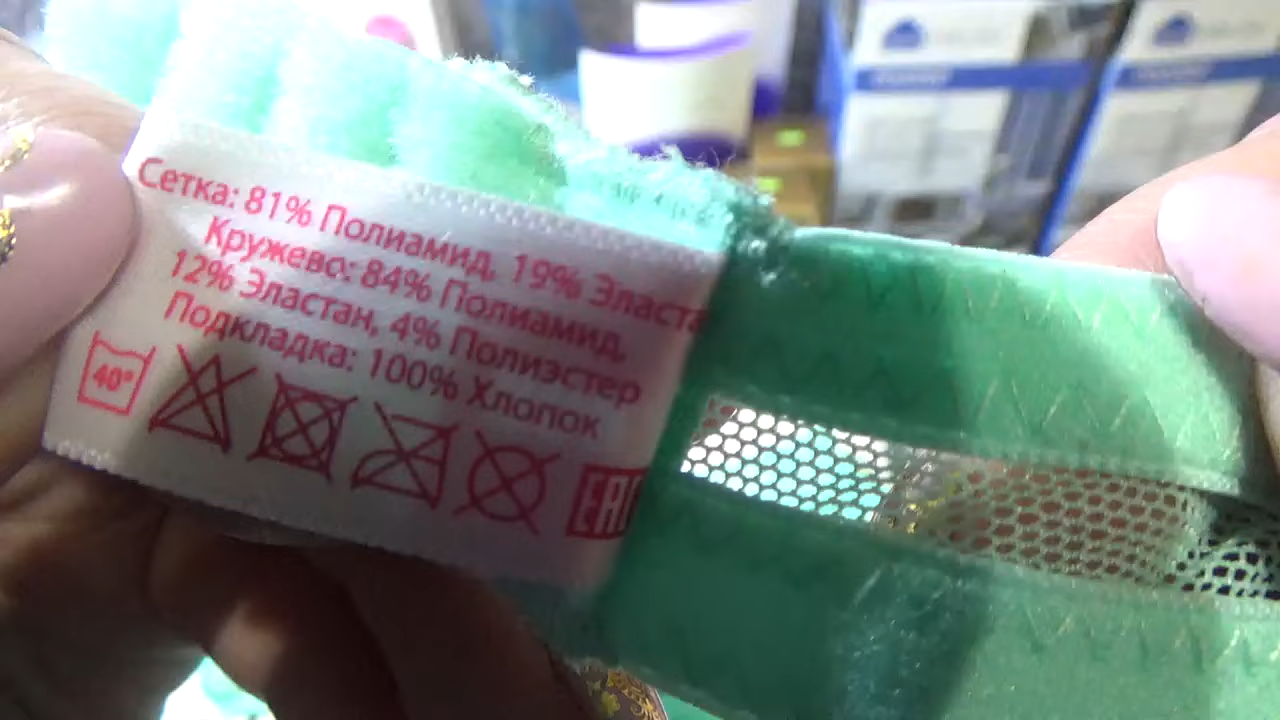 Сетка: 81% Полиамид, 19% Эласта
Кружево: 84% Полиамид,
12% Эластан, 4% Полиэстер
Подкладка: 100% Хлопок
40°
EAC